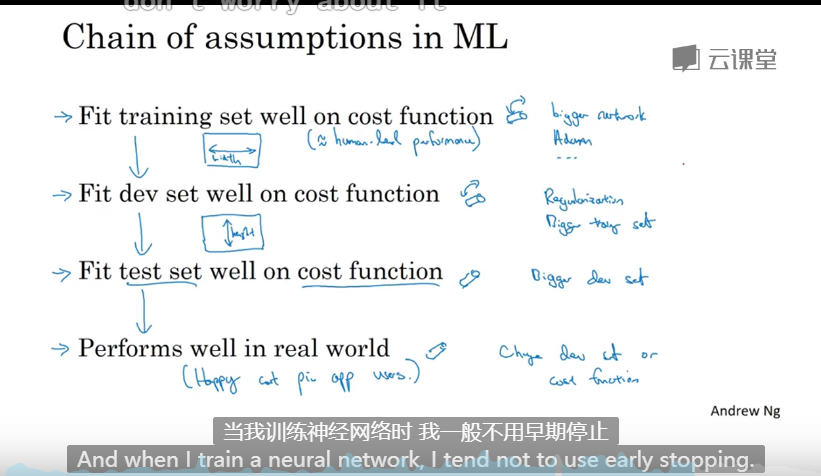 don't worry about it
Chain of assumptions in ML
云课堂
→ Fit training set well on cost function
bigger network
(≈ human-level performance)
Adam
...
width
→ Fit dev set well on cost function
Regularization
Bigger training set
height
→ Fit test set well on cost function
Bigger dev set
→ Performs well in real world
Change dev set or
cost function
(Happy cat pic app users.)
Andrew Ng
当我训练神经网络时 我一般不用早期停止
And when I train a neural network, I tend not to use early stopping.